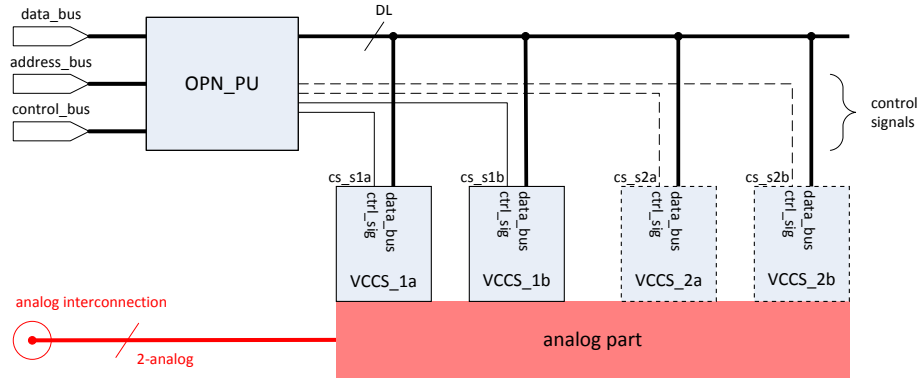 data_bus
address_bus
control_bus
OPN_PU
DL
control
signals
cs_s1a
cs_s1b
cs_s2a
cs_s2b
ctrl_sig
data_bus
VCCS_1a
ctrl_sig
data_bus
VCCS_1b
ctrl_sig
data_bus
VCCS_2a
ctrl_sig
data_bus
VCCS_2b
analog interconnection
2-analog
analog part